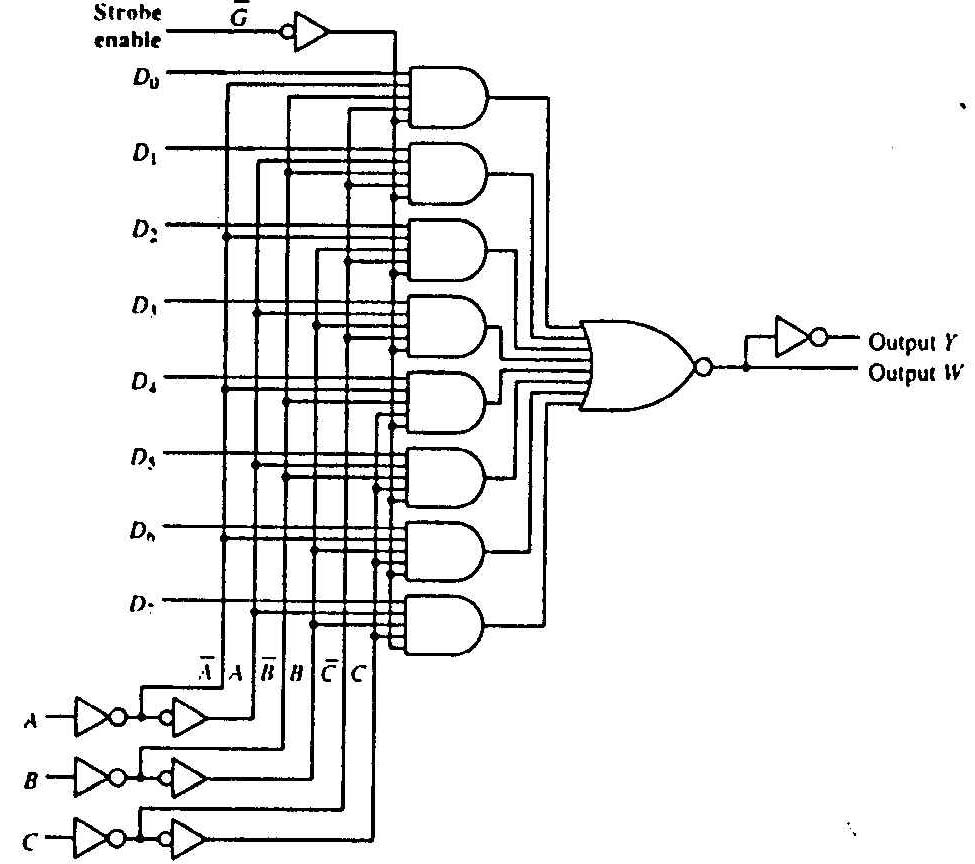 Strobe G̅
enable
D₀
D₁
D₂
D₃
D₄
D₅
D₆
D₇
Output Y
Output W
A̅ A B̅ B C̅ C
A
B
C